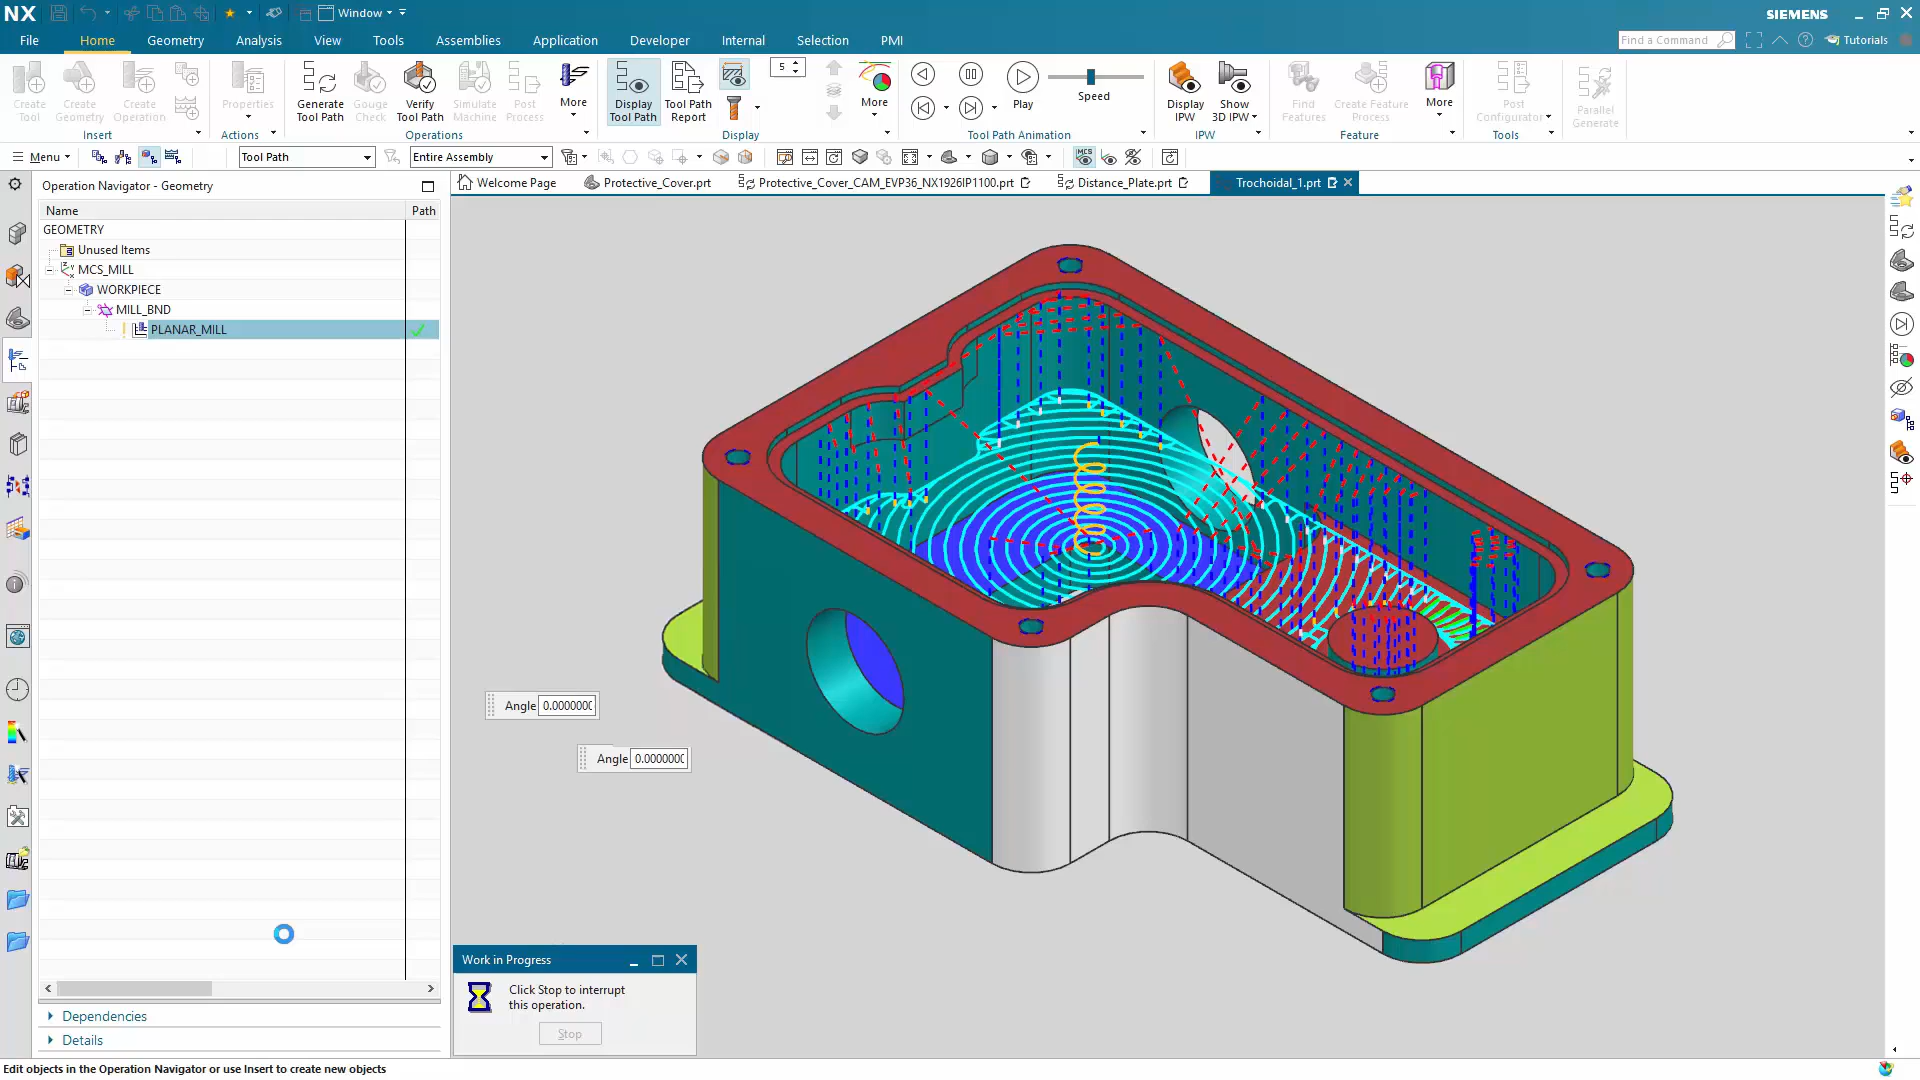 NX
Window
SIEMENS
File
Home
Geometry
Analysis
View
Tools
Assemblies
Application
Developer
Internal
Selection
PMI
Find a Command
Tutorials
Create
Tool
Create
Geometry
Create
Operation
Insert
Properties
Actions
Generate
Tool Path
Gouge
Check
Verify
Tool Path
Simulate
Machine
Post
Process
More
Operations
Display
Tool Path
Tool Path
Report
5
More
Display
Play
Speed
Tool Path Animation
Display
IPW
Show
3D IPW
IPW
Find
Features
Create Feature
Process
More
Feature
Post
Configurator
Tools
Parallel
Generate
Menu
Tool Path
Entire Assembly
MCS
Operation Navigator - Geometry
Welcome Page
Protective_Cover.prt
Protective_Cover_CAM_EVP36_NX1926IP1100.prt
Distance_Plate.prt
Trochoidal_1.prt
Name
Path
GEOMETRY
Unused Items
MCS_MILL
WORKPIECE
MILL_BND
PLANAR_MILL
Angle 0.0000000
Angle 0.0000000
Work in Progress
Click Stop to interrupt
this operation.
Stop
Dependencies
Details
Edit objects in the Operation Navigator or use Insert to create new objects